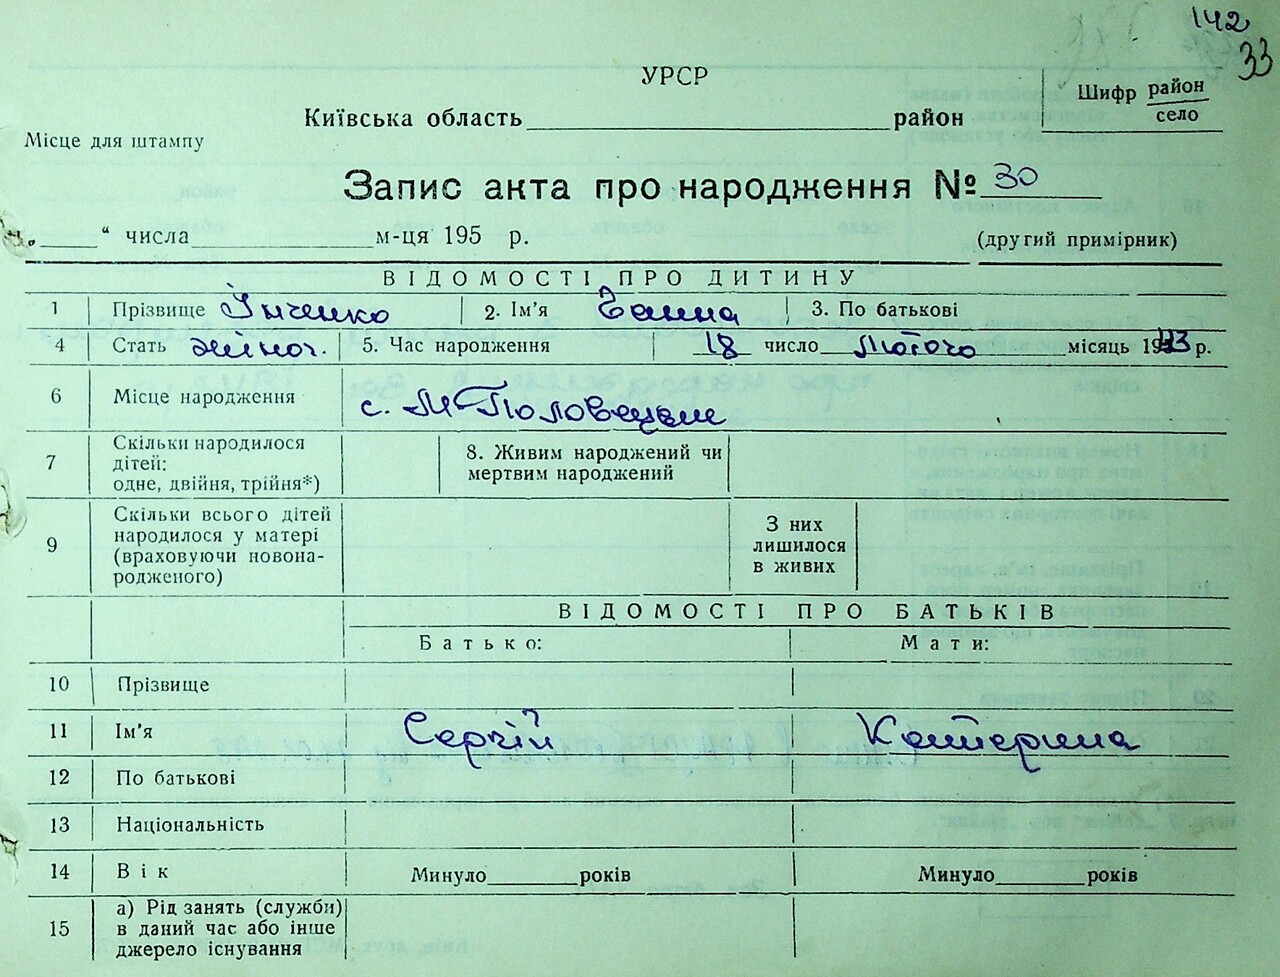 142
33
УРСР
Київська область район
Шифр район
село
Місце для штампу
Запис акта про народження № 30
„ “ числа м-ця 195 р.
(другий примірник)
ВІДОМОСТІ ПРО ДИТИНУ
1 Прізвище Інченко 2. Ім'я Ганна 3. По батькові
4 Стать жіноч. 5. Час народження 18 число лютого місяць 19 р.
6 Місце народження с. М-Половецьке
7 Скільки народилося дітей: одне, двійня, трійня*) 8. Живим народжений чи мертвим народжений
9 Скільки всього дітей народилося у матері (враховуючи новонародженого) З них лишилося в живих
ВІДОМОСТІ ПРО БАТЬКІВ
Батько: Мати:
10 Прізвище
11 Ім'я Сергій Катерина
12 По батькові
13 Національність
14 Вік Минуло років Минуло років
15 а) Рід занять (служби) в даний час або інше джерело існування